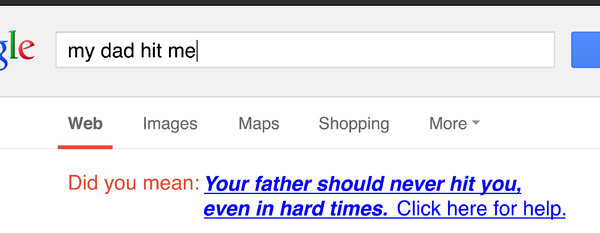 gle
my dad hit me
Web Images Maps Shopping More
Did you mean: Your father should never hit you,
even in hard times. Click here for help.